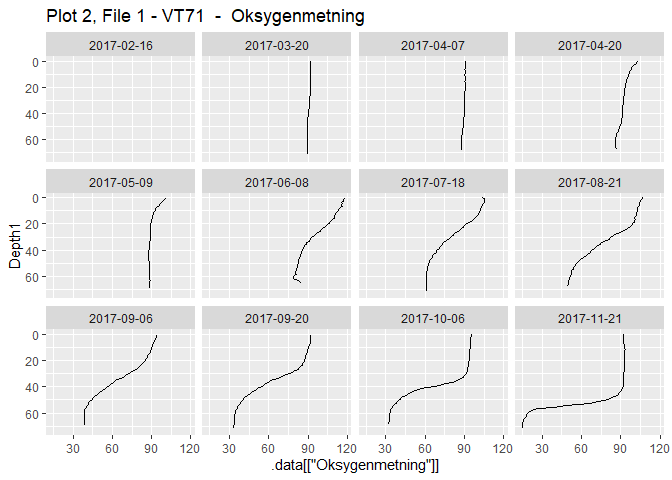 Plot 2, File 1 - VT71  -  Oksygenmetning
2017-02-16 2017-03-20 2017-04-07 2017-04-20
0
20
40
60
2017-05-09 2017-06-08 2017-07-18 2017-08-21
0
20
40
60
Depth1
2017-09-06 2017-09-20 2017-10-06 2017-11-21
0
20
40
60
30 60 90 120 30 60 90 120 30 60 90 120 30 60 90 120
.data[["Oksygenmetning"]]